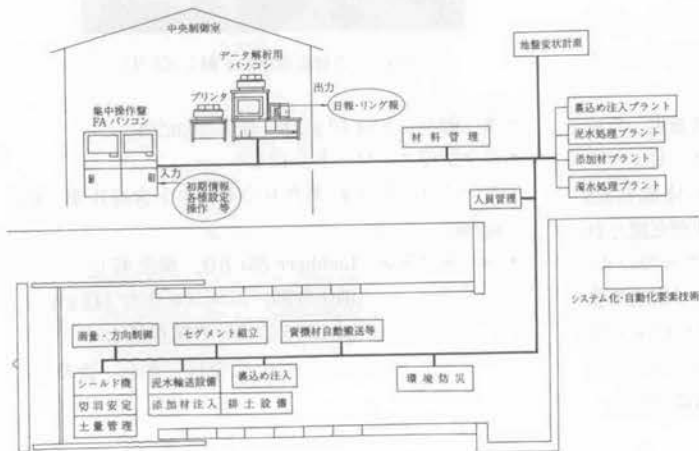 中央制御室
データ解析用
パソコン
プリンタ
出力
日報・リング報
集中操作盤
FAパソコン
入力
初期情報
各種設定
操作 等
地盤変状計測
材料管理
裏込め注入プラント
泥水処理プラント
添加材プラント
濁水処理プラント
人員管理
システム化・自動化要素技術
測量・方向制御
セグメント組立
資機材自動搬送等
シールド機
切羽安定
土量管理
泥水輸送設備
添加材注入
裏込め注入
排土設備
環境防災